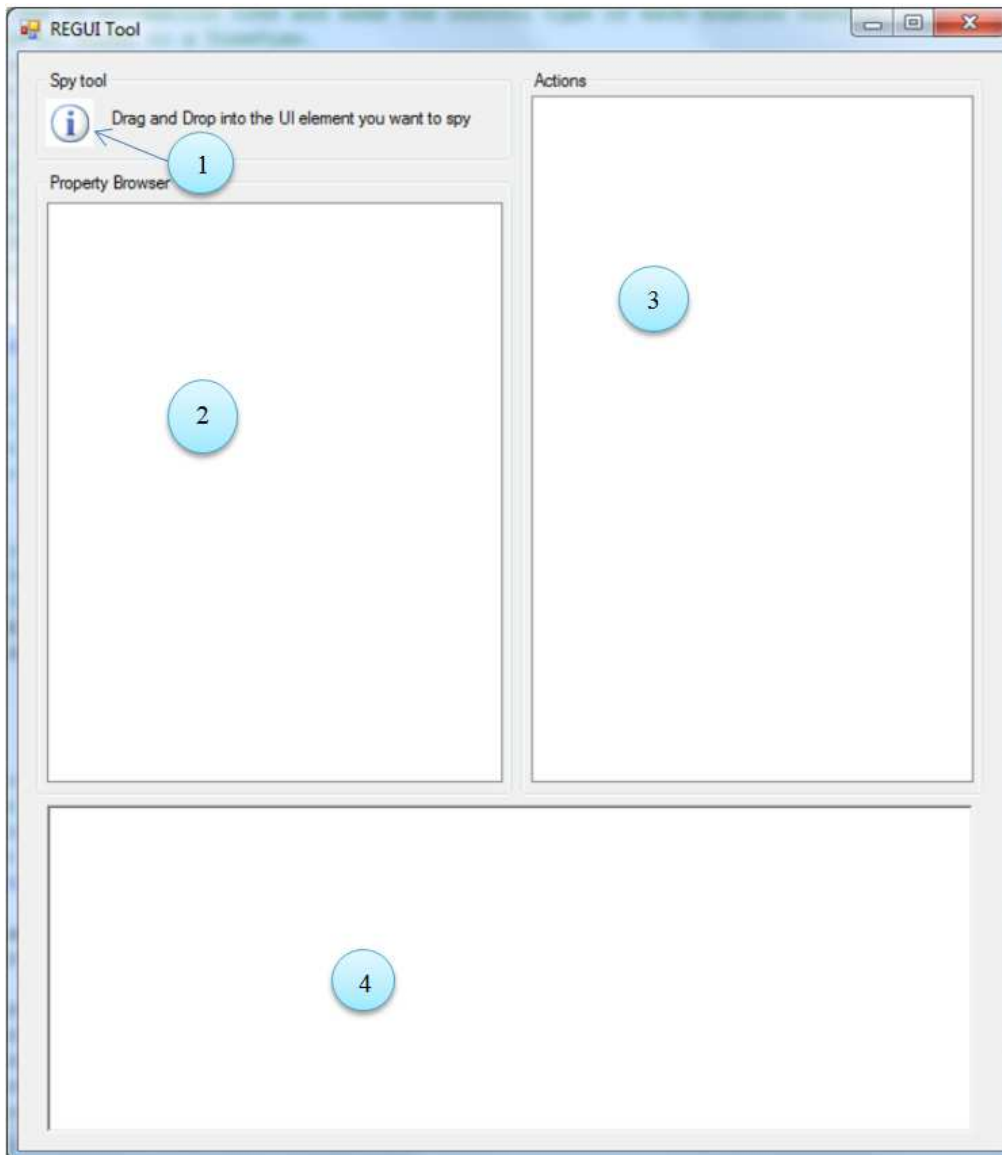 REGUI Tool
Spy tool
Drag and Drop into the UI element you want to spy
1
Property Browser
2
Actions
3
4